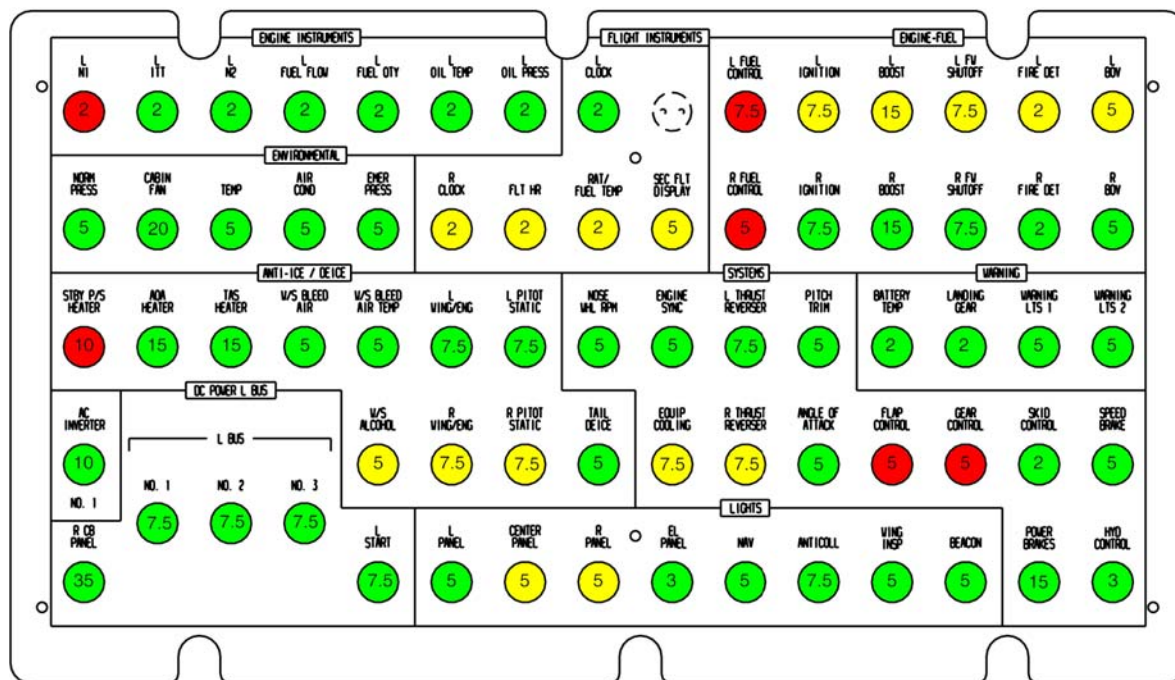 ENGINE INSTRUMENTS FLIGHT INSTRUMENTS ENGINE-FUEL
L L L L L L L L L FUEL L L L FW L L
N1 ITT N2 FUEL FLOW FUEL QTY OIL TEMP OIL PRESS CLOCK CONTROL IGNITION BOOST SHUTOFF FIRE DET BOV
2 2 2 2 2 2 2 2 7.5 7.5 15 7.5 2 5
ENVIRONMENTAL
NORM CABIN AIR EMER R RAT/ SEC FLT R FUEL R R R FW R R
PRESS FAN TEMP COND PRESS CLOCK FLT HR FUEL TEMP DISPLAY CONTROL IGNITION BOOST SHUTOFF FIRE DET BOV
5 20 5 5 5 2 2 2 5 5 7.5 15 7.5 2 5
ANTI-ICE / DEICE SYSTEMS WARNING
STBY P/S AOA TAS W/S BLEED W/S BLEED L L PITOT NOSE ENGINE L THRUST PITCH BATTERY LANDING WARNING WARNING
HEATER HEATER HEATER AIR AIR TEMP WING/ENG STATIC WHL RPM SYNC REVERSER TRIM TEMP GEAR LTS 1 LTS 2
10 15 15 5 5 7.5 7.5 5 5 7.5 5 2 2 5 5
DC POWER L BUS
AC W/S R R PITOT TAIL EQUIP R THRUST ANGLE OF FLAP GEAR SKID SPEED
INVERTER ALCOHOL WING/ENG STATIC DEICE COOLING REVERSER ATTACK CONTROL CONTROL CONTROL BRAKE
L BUS
10 5 7.5 7.5 5 7.5 7.5 5 5 5 2 5
NO. 1 NO. 2 NO. 3
NO. 1
LIGHTS
7.5 7.5 7.5
R CB L L CENTER R EL WING POWER HYD
PANEL START PANEL PANEL PANEL PANEL NAV ANTICOLL INSP BEACON BRAKES CONTROL
35 7.5 5 5 5 3 5 7.5 5 5 15 3